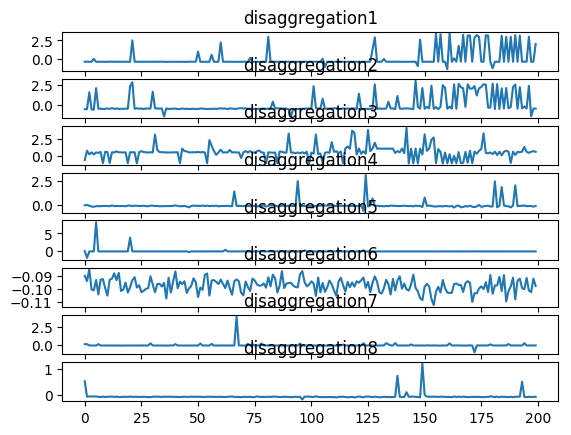 disaggregation1
2.5
0.0
disaggregation2
2.5
0.0
disaggregation3
2.5
0.0
disaggregation4
2.5
0.0
disaggregation5
5
0
disaggregation6
−0.09
−0.10
−0.11
disaggregation7
2.5
0.0
disaggregation8
1
0
0 25 50 75 100 125 150 175 200